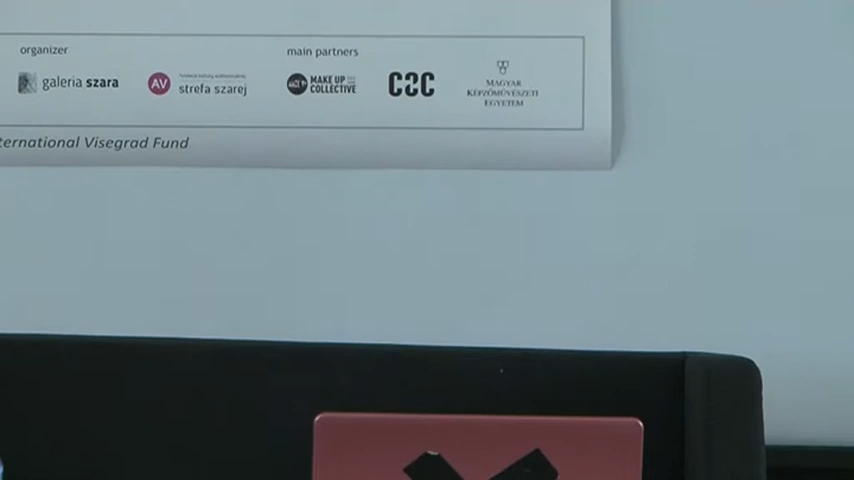 organizer
main partners
galeria szara
AV
strefa szarej
MAKE UP
COLLECTIVE
C2C
MAGYAR
KÉPZŐMŰVÉSZETI
EGYETEM
ternational Visegrad Fund